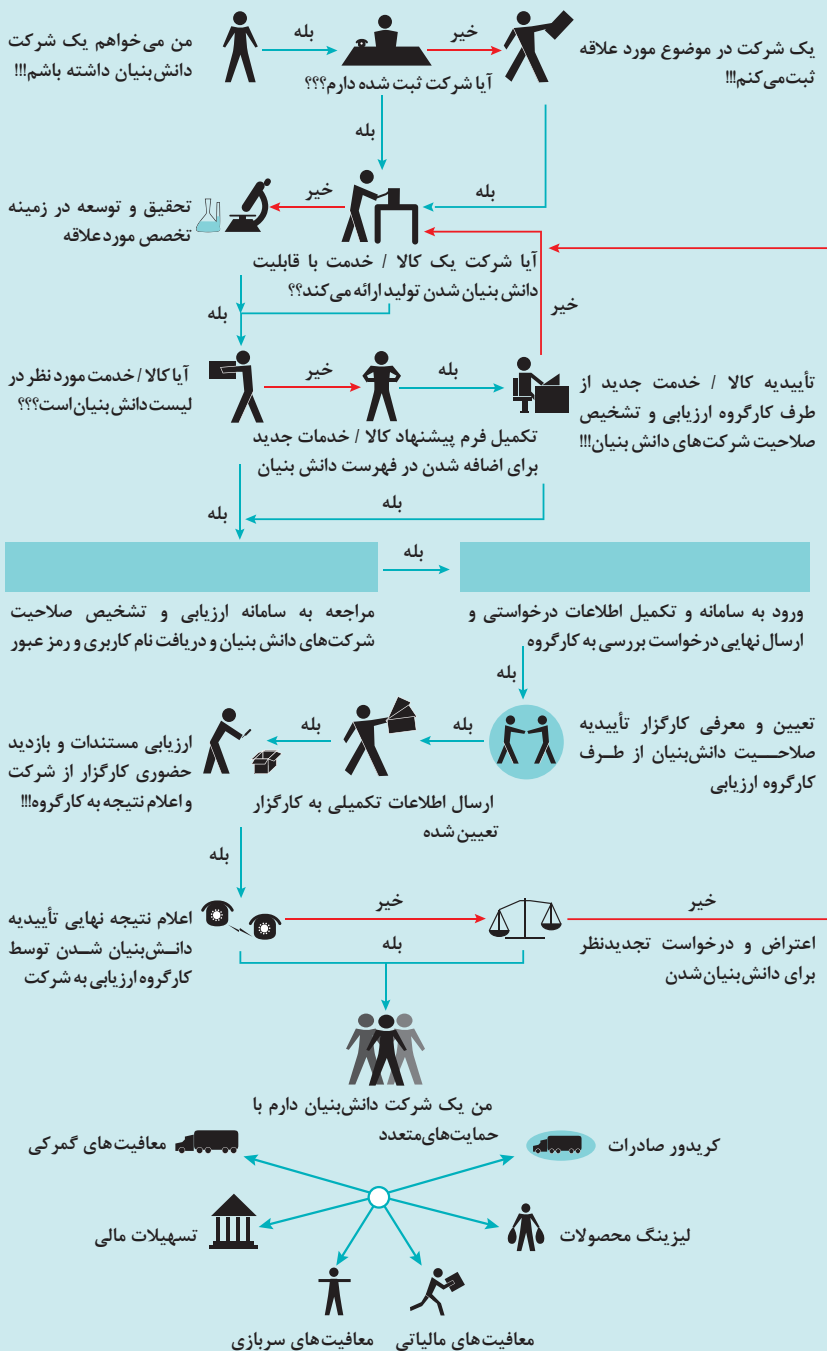 من می‌خواهم یک شرکت
دانش‌بنیان داشته باشم!!!
بله
آیا شرکت ثبت شده دارم؟؟؟
خیر
یک شرکت در موضوع مورد علاقه
ثبت‌می‌کنم!!!
بله
بله
تحقیق و توسعه در زمینه
تخصص موردعلاقه
خیر
آیا شرکت یک کالا / خدمت با قابلیت
دانش بنیان شدن تولید ارائه می‌کند؟؟
خیر
بله
آیا کالا / خدمت مورد نظر در
لیست دانش‌بنیان است؟؟؟
خیر
بله
تکمیل فرم پیشنهاد کالا / خدمات جدید
برای اضافه شدن در فهرست دانش بنیان
تأییدیه کالا / خدمت جدید از
طرف کارگروه ارزیابی و تشخیص
صلاحیت شرکت‌های دانش بنیان!!!
بله
بله
بله
مراجعه به سامانه ارزیابی و تشخیص صلاحیت
شرکت‌های دانش بنیان و دریافت نام کاربری و رمز عبور
ورود به سامانه و تکمیل اطلاعات درخواستی و
ارسال نهایی درخواست بررسی به کارگروه
بله
تعیین و معرفی کارگزار تأییدیه
صلاحیت دانش‌بنیان از طرف
کارگروه ارزیابی
بله
ارسال اطلاعات تکمیلی به کارگزار
تعیین شده
بله
ارزیابی مستندات و بازدید
حضوری کارگزار از شرکت
و اعلام نتیجه به کارگروه!!!
بله
اعلام نتیجه نهایی تأییدیه
دانش‌بنیان شدن توسط
کارگروه ارزیابی به شرکت
خیر
بله
خیر
اعتراض و درخواست تجدیدنظر
برای دانش‌بنیان‌شدن
من یک شرکت دانش‌بنیان دارم با
حمایت‌های‌متعدد
کریدور صادرات
معافیت‌های گمرکی
لیزینگ محصولات
تسهیلات مالی
معافیت‌های مالیاتی
معافیت‌های سربازی